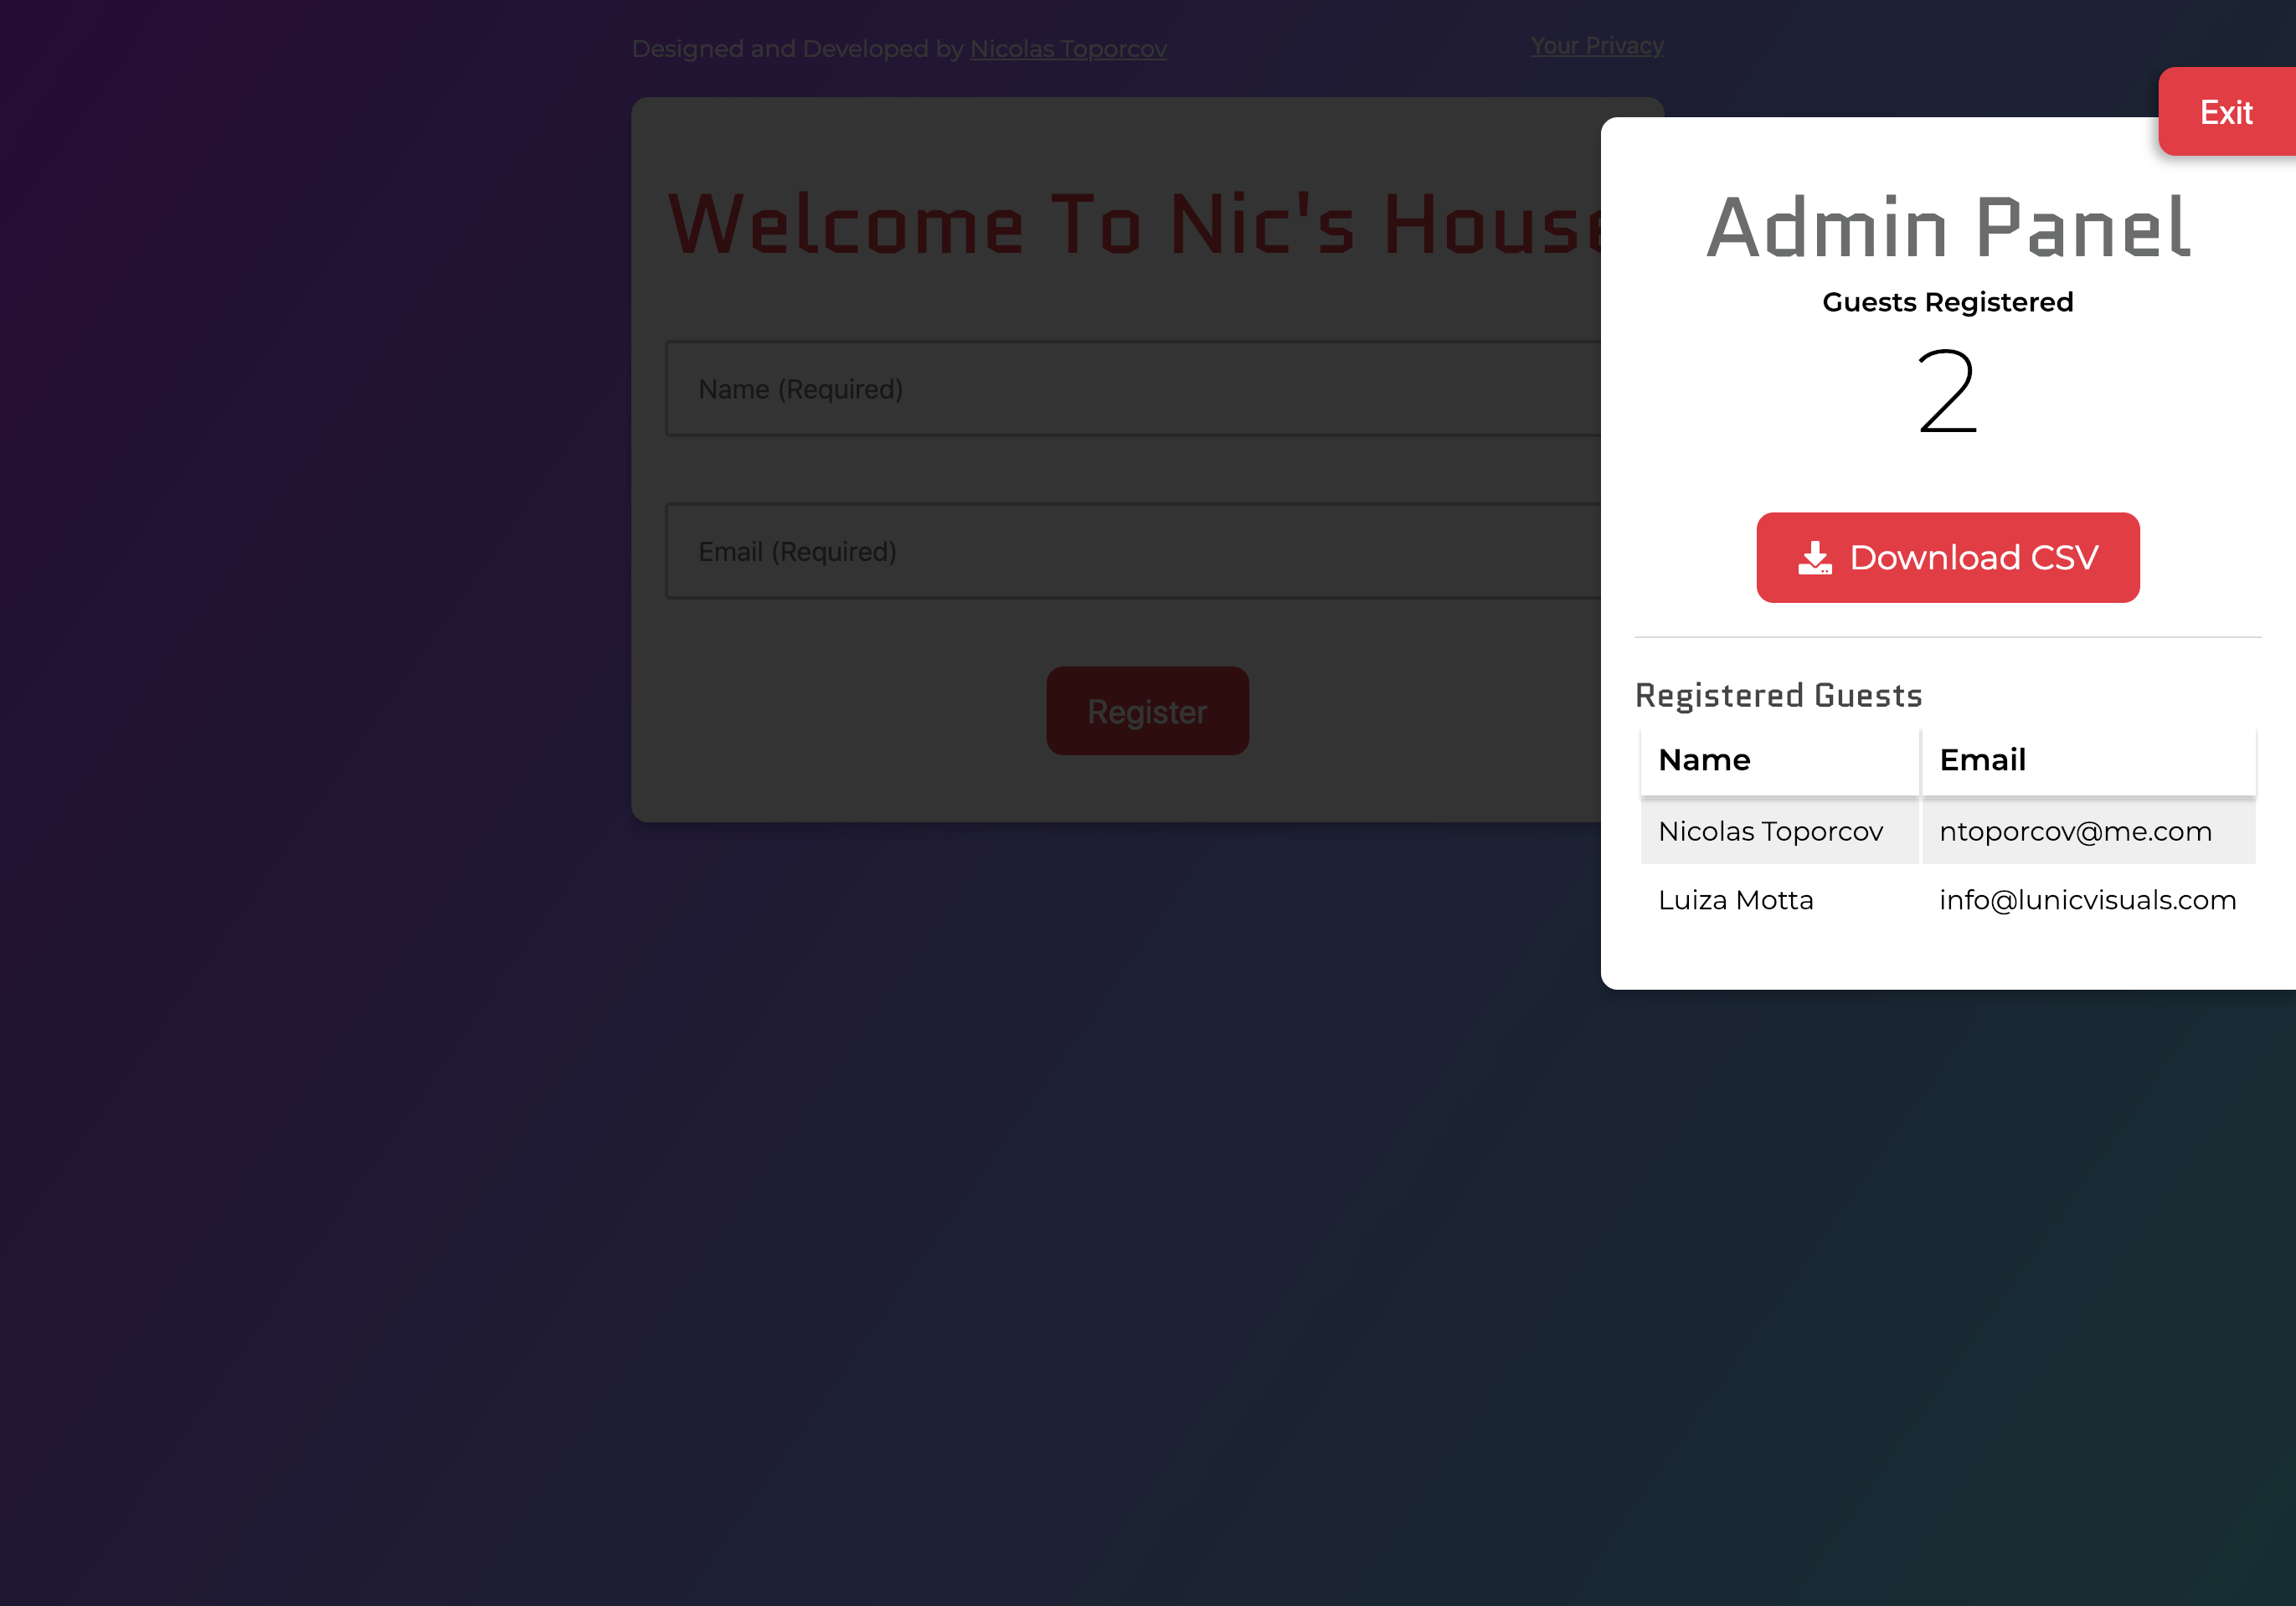 Designed and Developed by Nicolas Toporcov
Your Privacy
Welcome To Nic's House
Name (Required)
Email (Required)
Register
Exit
Admin Panel
Guests Registered
2
Download CSV
Registered Guests
Name Email
Nicolas Toporcov ntoporcov@me.com
Luiza Motta info@lunicvisuals.com